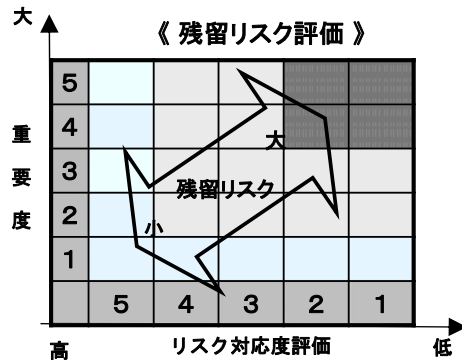 大
《 残留リスク評価 》
5
4
大
重要度
3
残留リスク
2
小
1
5 4 3 2 1
高
リスク対応度評価
低